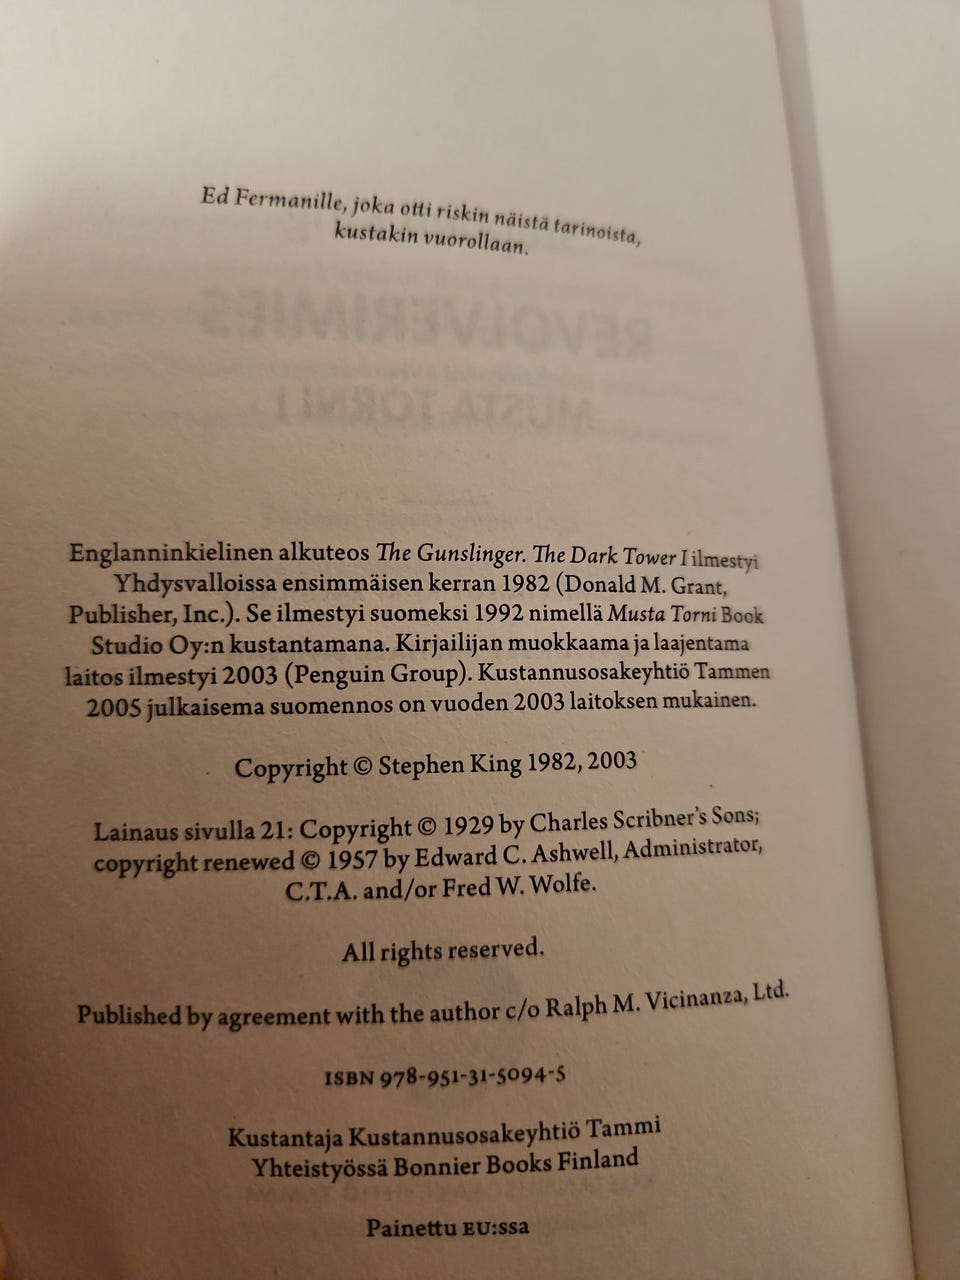 Ed Fermanille, joka otti riskin näistä tarinoista,
kustakin vuorollaan.
REVOLVERIMIES
MUSTA TORNI I
Englanninkielinen alkuteos The Gunslinger. The Dark Tower I ilmestyi
Yhdysvalloissa ensimmäisen kerran 1982 (Donald M. Grant,
Publisher, Inc.). Se ilmestyi suomeksi 1992 nimellä Musta Torni Book
Studio Oy:n kustantamana. Kirjailijan muokkaama ja laajentama
laitos ilmestyi 2003 (Penguin Group). Kustannusosakeyhtiö Tammen
2005 julkaisema suomennos on vuoden 2003 laitoksen mukainen.
Copyright © Stephen King 1982, 2003
Lainaus sivulla 21: Copyright © 1929 by Charles Scribner's Sons;
copyright renewed © 1957 by Edward C. Ashwell, Administrator,
C.T.A. and/or Fred W. Wolfe.
All rights reserved.
Published by agreement with the author c/o Ralph M. Vicinanza, Ltd.
ISBN 978-951-31-5094-5
Kustantaja Kustannusosakeyhtiö Tammi
Yhteistyössä Bonnier Books Finland
Painettu EU:ssa